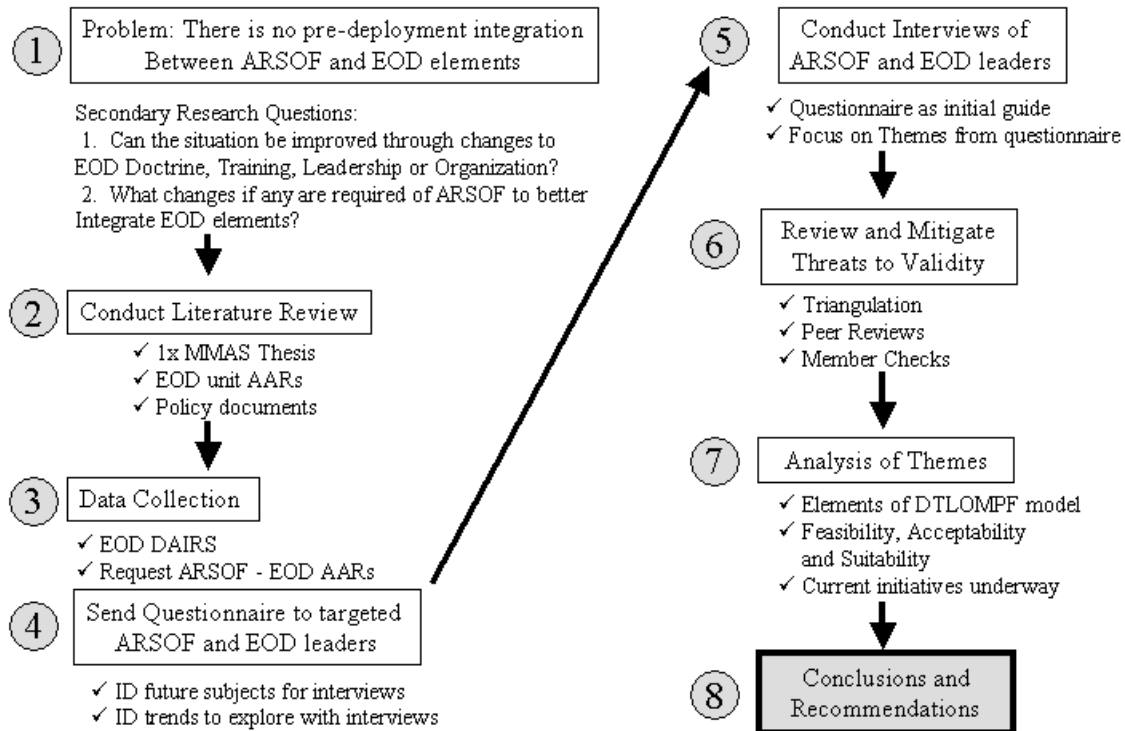 1
Problem: There is no pre-deployment integration
Between ARSOF and EOD elements
Secondary Research Questions:
1. Can the situation be improved through changes to
EOD Doctrine, Training, Leadership or Organization?
2. What changes if any are required of ARSOF to better
Integrate EOD elements?
2
Conduct Literature Review
✓ 1x MMAS Thesis
✓ EOD unit AARs
✓ Policy documents
3
Data Collection
✓ EOD DAIRS
✓ Request ARSOF - EOD AARs
4
Send Questionnaire to targeted
ARSOF and EOD leaders
✓ ID future subjects for interviews
✓ ID trends to explore with interviews
5
Conduct Interviews of
ARSOF and EOD leaders
✓ Questionnaire as initial guide
✓ Focus on Themes from questionnaire
6
Review and Mitigate
Threats to Validity
✓ Triangulation
✓ Peer Reviews
✓ Member Checks
7
Analysis of Themes
✓ Elements of DTLOMPF model
✓ Feasibility, Acceptability
and Suitability
✓ Current initiatives underway
8
Conclusions and
Recommendations